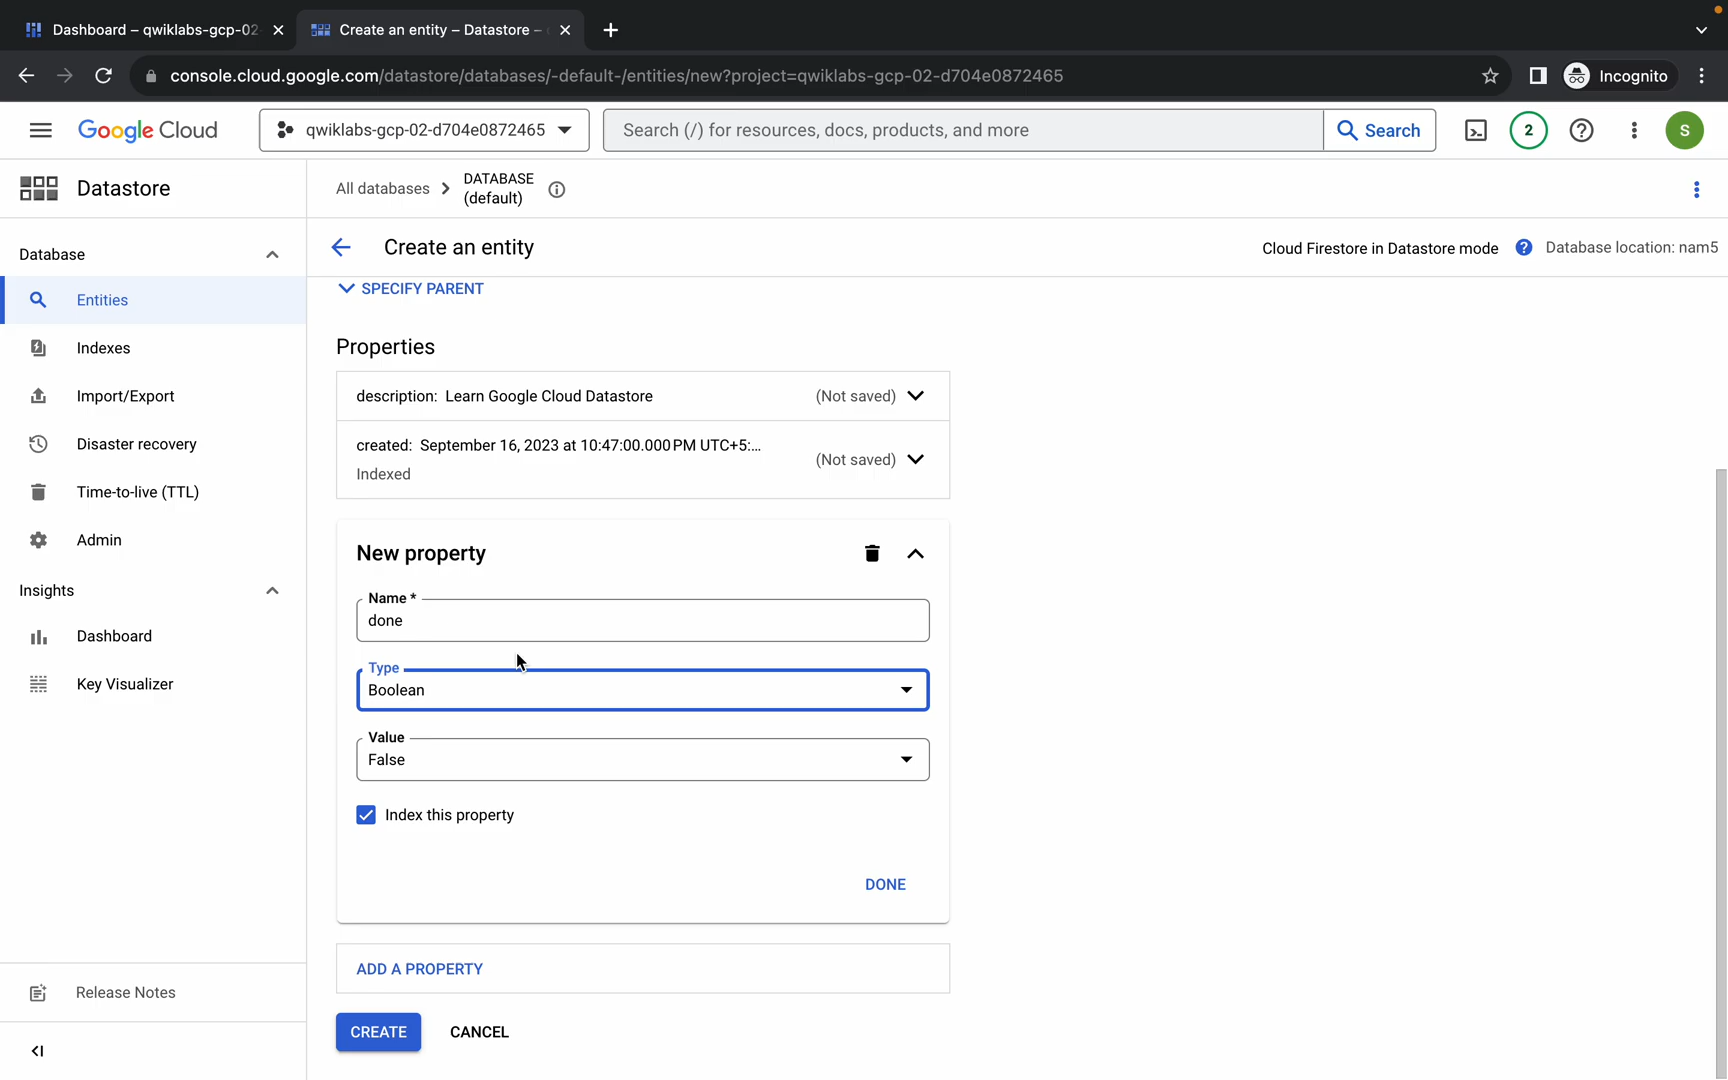 Dashboard – qwiklabs-gcp-02
Create an entity – Datastore –
console.cloud.google.com/datastore/databases/-default-/entities/new?project=qwiklabs-gcp-02-d704e0872465
Incognito
Google Cloud
qwiklabs-gcp-02-d704e0872465
Search (/) for resources, docs, products, and more
Search
2
S
Datastore
All databases
DATABASE
(default)
Database
Create an entity
Cloud Firestore in Datastore mode
Database location: nam5
Entities
Indexes
Import/Export
Disaster recovery
Time-to-live (TTL)
Admin
Insights
Dashboard
Key Visualizer
Release Notes
SPECIFY PARENT
Properties
description: Learn Google Cloud Datastore
(Not saved)
created: September 16, 2023 at 10:47:00.000 PM UTC+5:...
Indexed
(Not saved)
New property
Name *
done
Type
Boolean
Value
False
Index this property
DONE
ADD A PROPERTY
CREATE
CANCEL